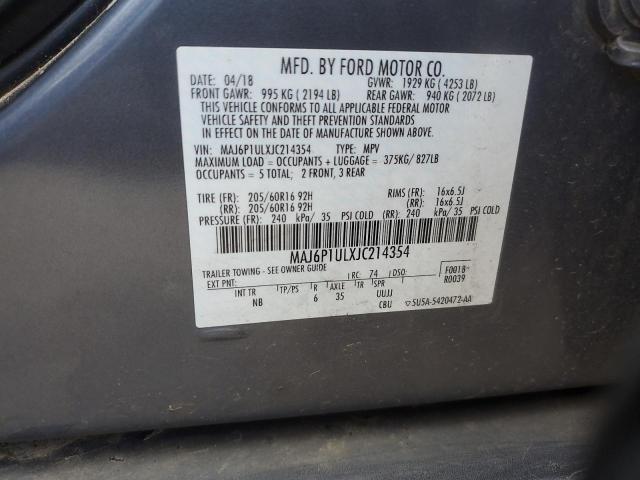 MFD. BY FORD MOTOR CO.
DATE: 04/18 GVWR: 1929 KG ( 4253 LB)
FRONT GAWR: 995 KG ( 2194 LB) REAR GAWR: 940 KG ( 2072 LB)
THIS VEHICLE CONFORMS TO ALL APPLICABLE FEDERAL MOTOR
VEHICLE SAFETY AND THEFT PREVENTION STANDARDS
IN EFFECT ON THE DATE OF MANUFACTURE SHOWN ABOVE.
VIN: MAJ6P1ULXJC214354 TYPE: MPV
MAXIMUM LOAD = OCCUPANTS + LUGGAGE = 375KG/ 827LB
OCCUPANTS = 5 TOTAL; 2 FRONT, 3 REAR
TIRE (FR): 205/60R16 92H RIMS (FR): 16x6.5J
(RR): 205/60R16 92H (RR): 16x6.5J
PRESSURE (FR): 240 kPa/ 35 PSI COLD (RR): 240 kPa/ 35 PSI COLD
MAJ6P1ULXJC214354
TRAILER TOWING - SEE OWNER GUIDE
EXT PNT: RC: 74 DSO: F0018 R0039
INT TR TP/PS R AXLE TR SPR
NB 6 35 UUJJ
CBU 5U5A-5420472-AA